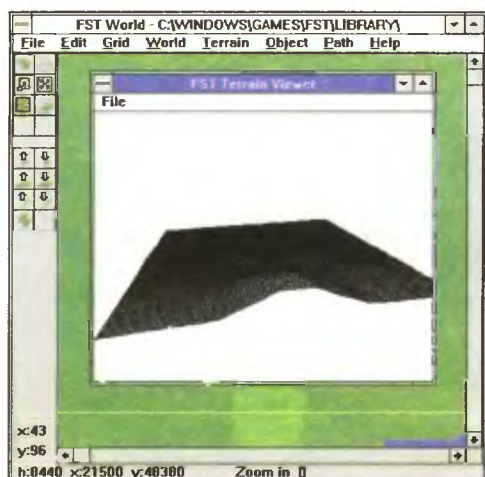 FST World - C:\WINDOWS\GAMES\FST\LIBRARY\
File Edit Grid World Terrain Object Path Help
FST Terrain Viewer
File
x:43
y:96
h:0440 x:21500 y:48300 Zoom in 0